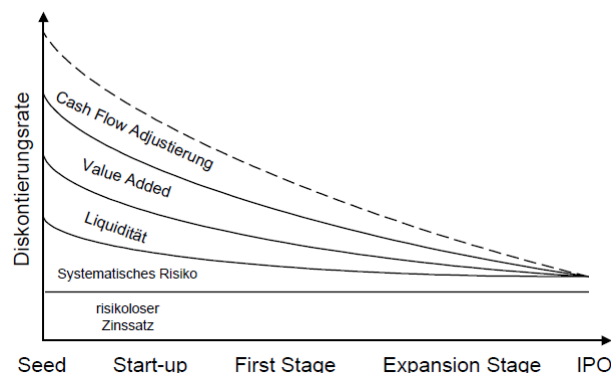 Diskontierungsrate
Cash Flow Adjustierung
Value Added
Liquidität
Systematisches Risiko
risikoloser
Zinssatz
Seed Start-up First Stage Expansion Stage IPO